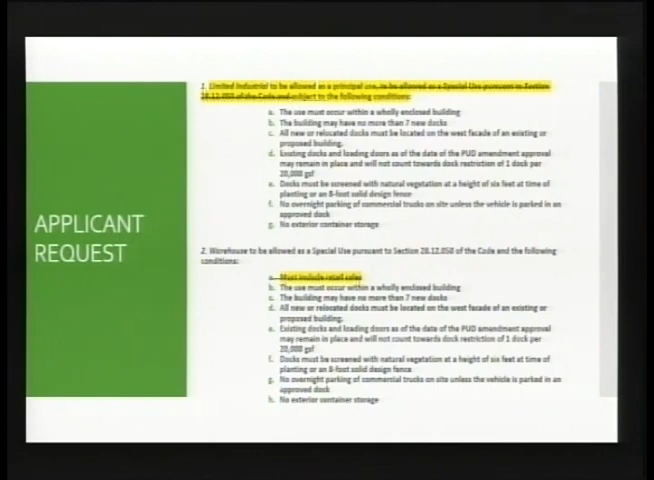 APPLICANT
REQUEST
1. Limited Industrial to be allowed as a principal use, to be allowed as a Special Use pursuant to Section
28.12.050 of the Code and subject to the following conditions:
a. The use must occur within a wholly enclosed building
b. The building may have no more than 7 new docks
c. All new or relocated docks must be located on the west facade of an existing or
proposed building.
d. Existing docks and loading doors as of the date of the PUD amendment approval
may remain in place and will not count towards dock restriction of 1 dock per
20,000 gsf
e. Docks must be screened with natural vegetation at a height of six feet at time of
planting or an 8-foot solid design fence
f. No overnight parking of commercial trucks on site unless the vehicle is parked in an
approved dock
g. No exterior container storage
2. Warehouse to be allowed as a Special Use pursuant to Section 28.12.050 of the Code and the following
conditions:
a. Must include retail sales
b. The use must occur within a wholly enclosed building
c. The building may have no more than 7 new docks
d. All new or relocated docks must be located on the west facade of an existing or
proposed building.
e. Existing docks and loading doors as of the date of the PUD amendment approval
may remain in place and will not count towards dock restriction of 1 dock per
20,000 gsf
f. Docks must be screened with natural vegetation at a height of six feet at time of
planting or an 8-foot solid design fence
g. No overnight parking of commercial trucks on site unless the vehicle is parked in an
approved dock
h. No exterior container storage